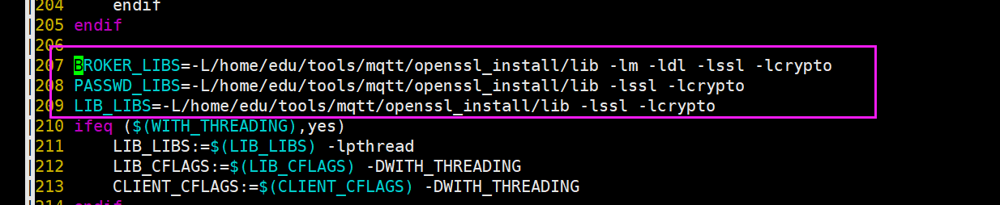 204 endif
205 endif
206
207 BROKER_LIBS=-L/home/edu/tools/mqtt/openssl_install/lib -lm -ldl -lssl -lcrypto
208 PASSWD_LIBS=-L/home/edu/tools/mqtt/openssl_install/lib -lssl -lcrypto
209 LIB_LIBS=-L/home/edu/tools/mqtt/openssl_install/lib -lssl -lcrypto
210 ifeq ($(WITH_THREADING),yes)
211 LIB_LIBS:=$(LIB_LIBS) -lpthread
212 LIB_CFLAGS:=$(LIB_CFLAGS) -DWITH_THREADING
213 CLIENT_CFLAGS:=$(CLIENT_CFLAGS) -DWITH_THREADING
214 endif